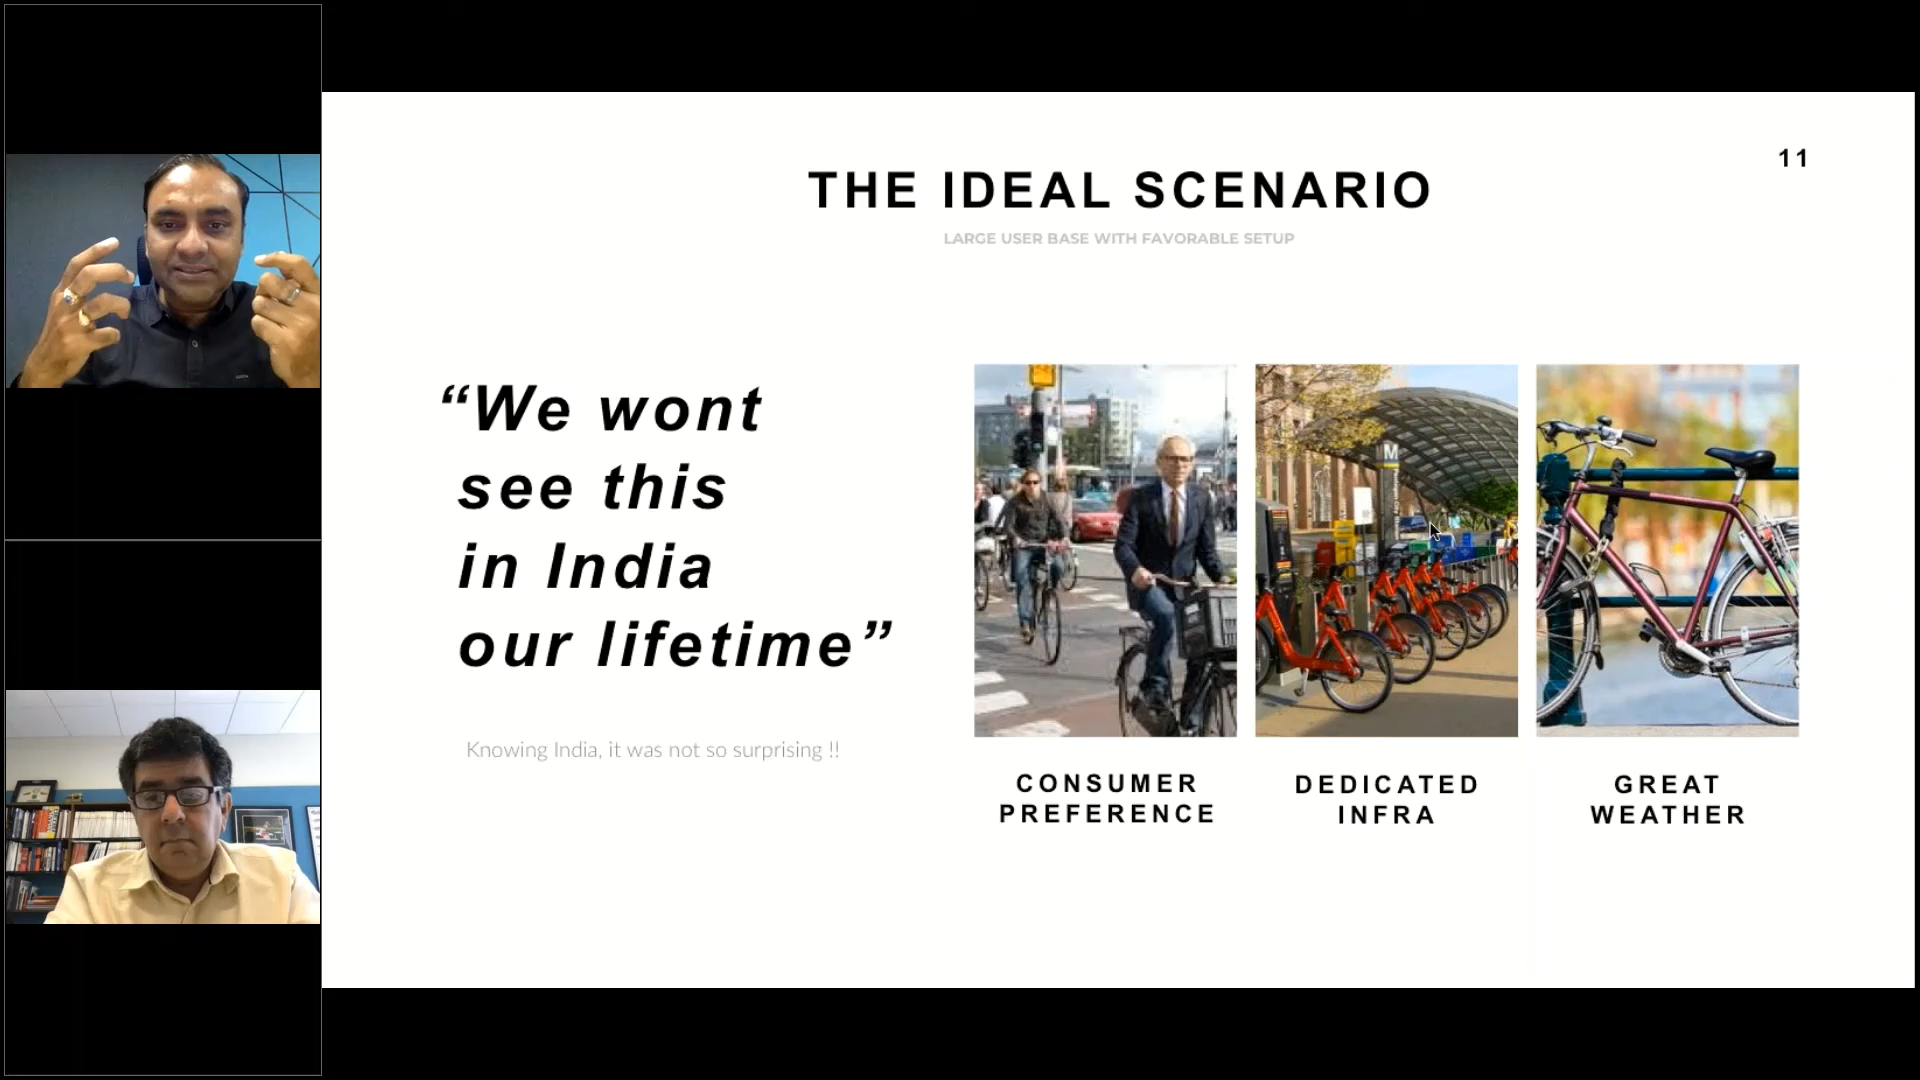 11
THE IDEAL SCENARIO
LARGE USER BASE WITH FAVORABLE SETUP
“We wont
see this
in India
our lifetime”
Knowing India, it was not so surprising !!
M
CONSUMER
PREFERENCE
DEDICATED
INFRA
GREAT
WEATHER